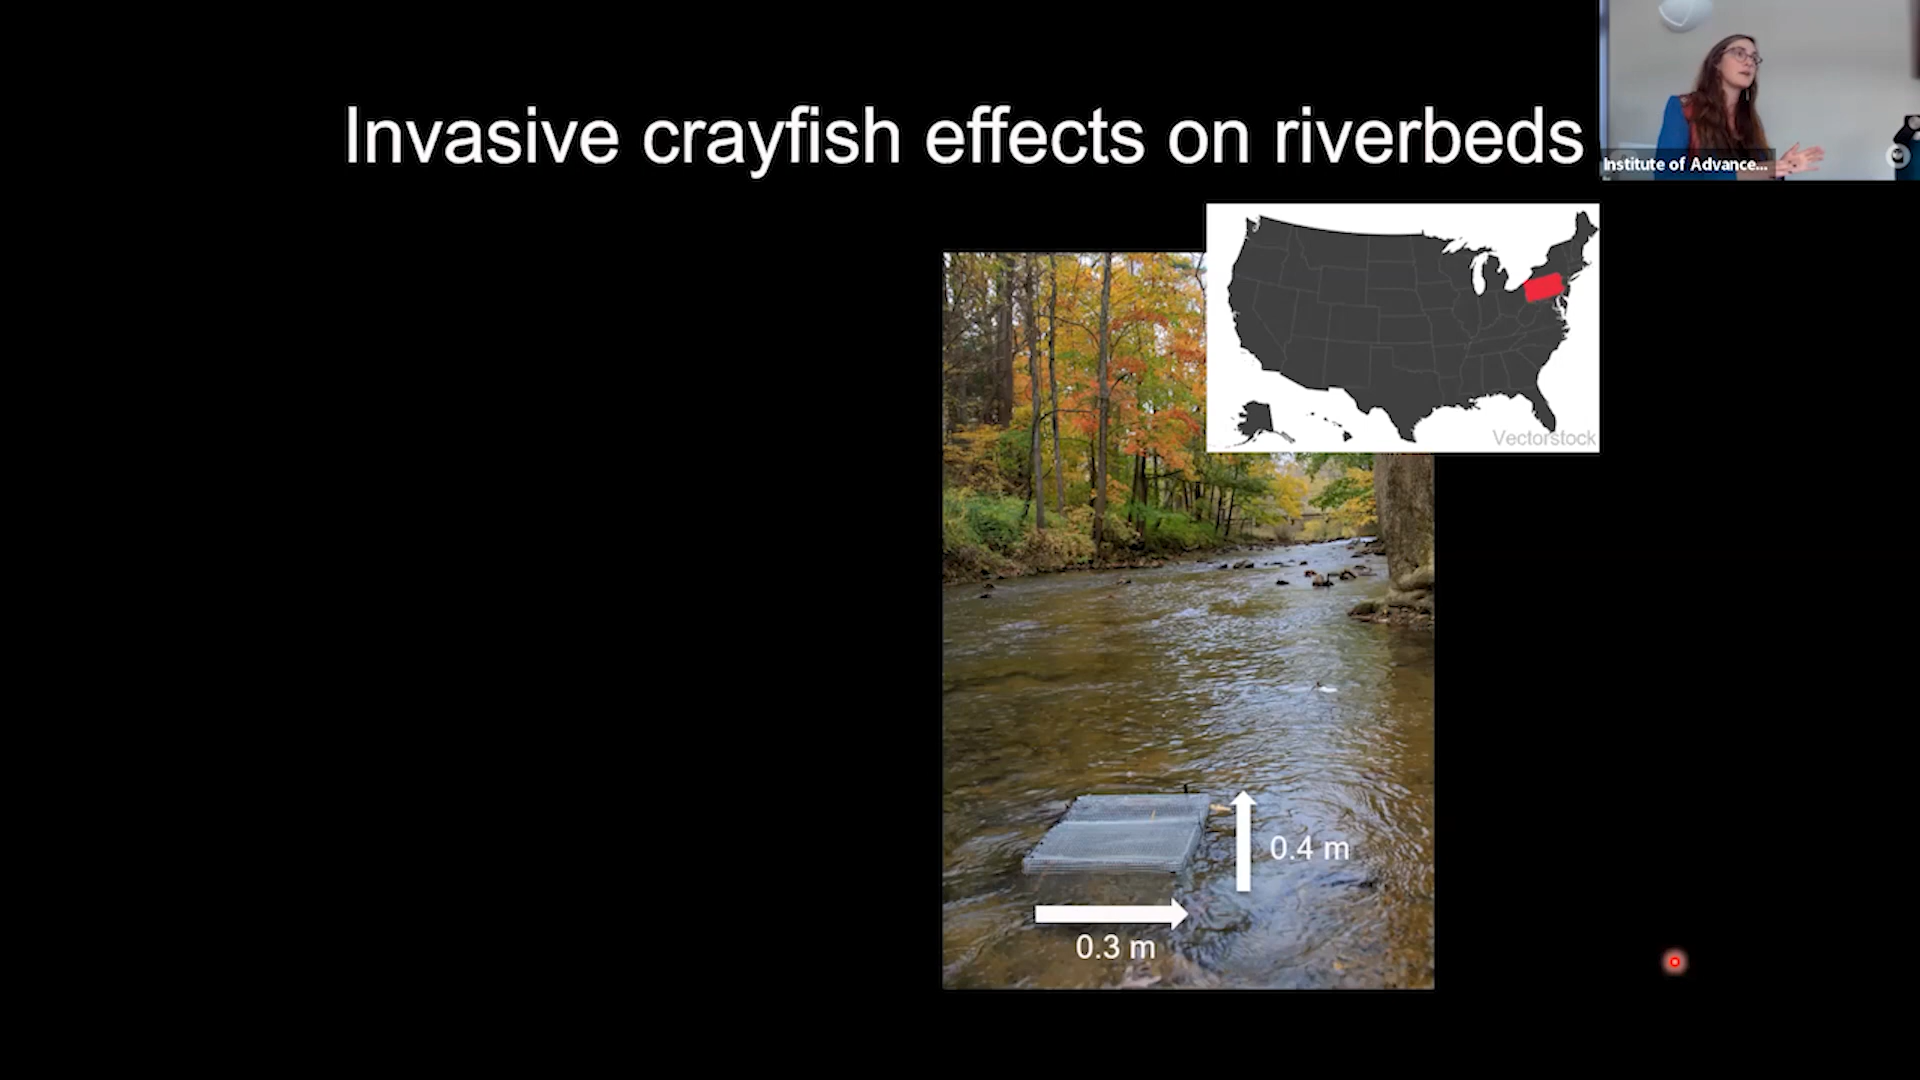 Invasive crayfish effects on riverbeds
Institute of Advance...
Vectorstock
0.4 m
0.3 m